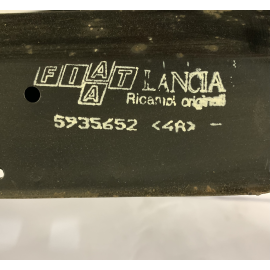 FIAT LANCIA
A
Ricambi originali
5935652 <4A> -